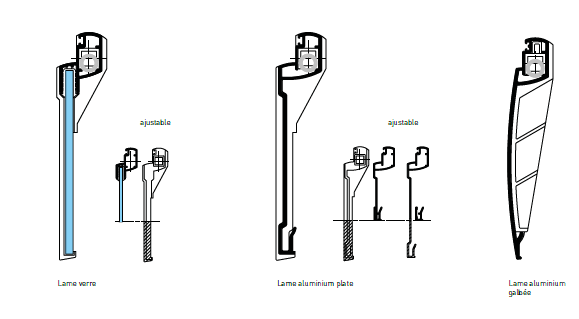 ajustable
ajustable
Lame verre
Lame aluminium plate
Lame aluminium
galbée